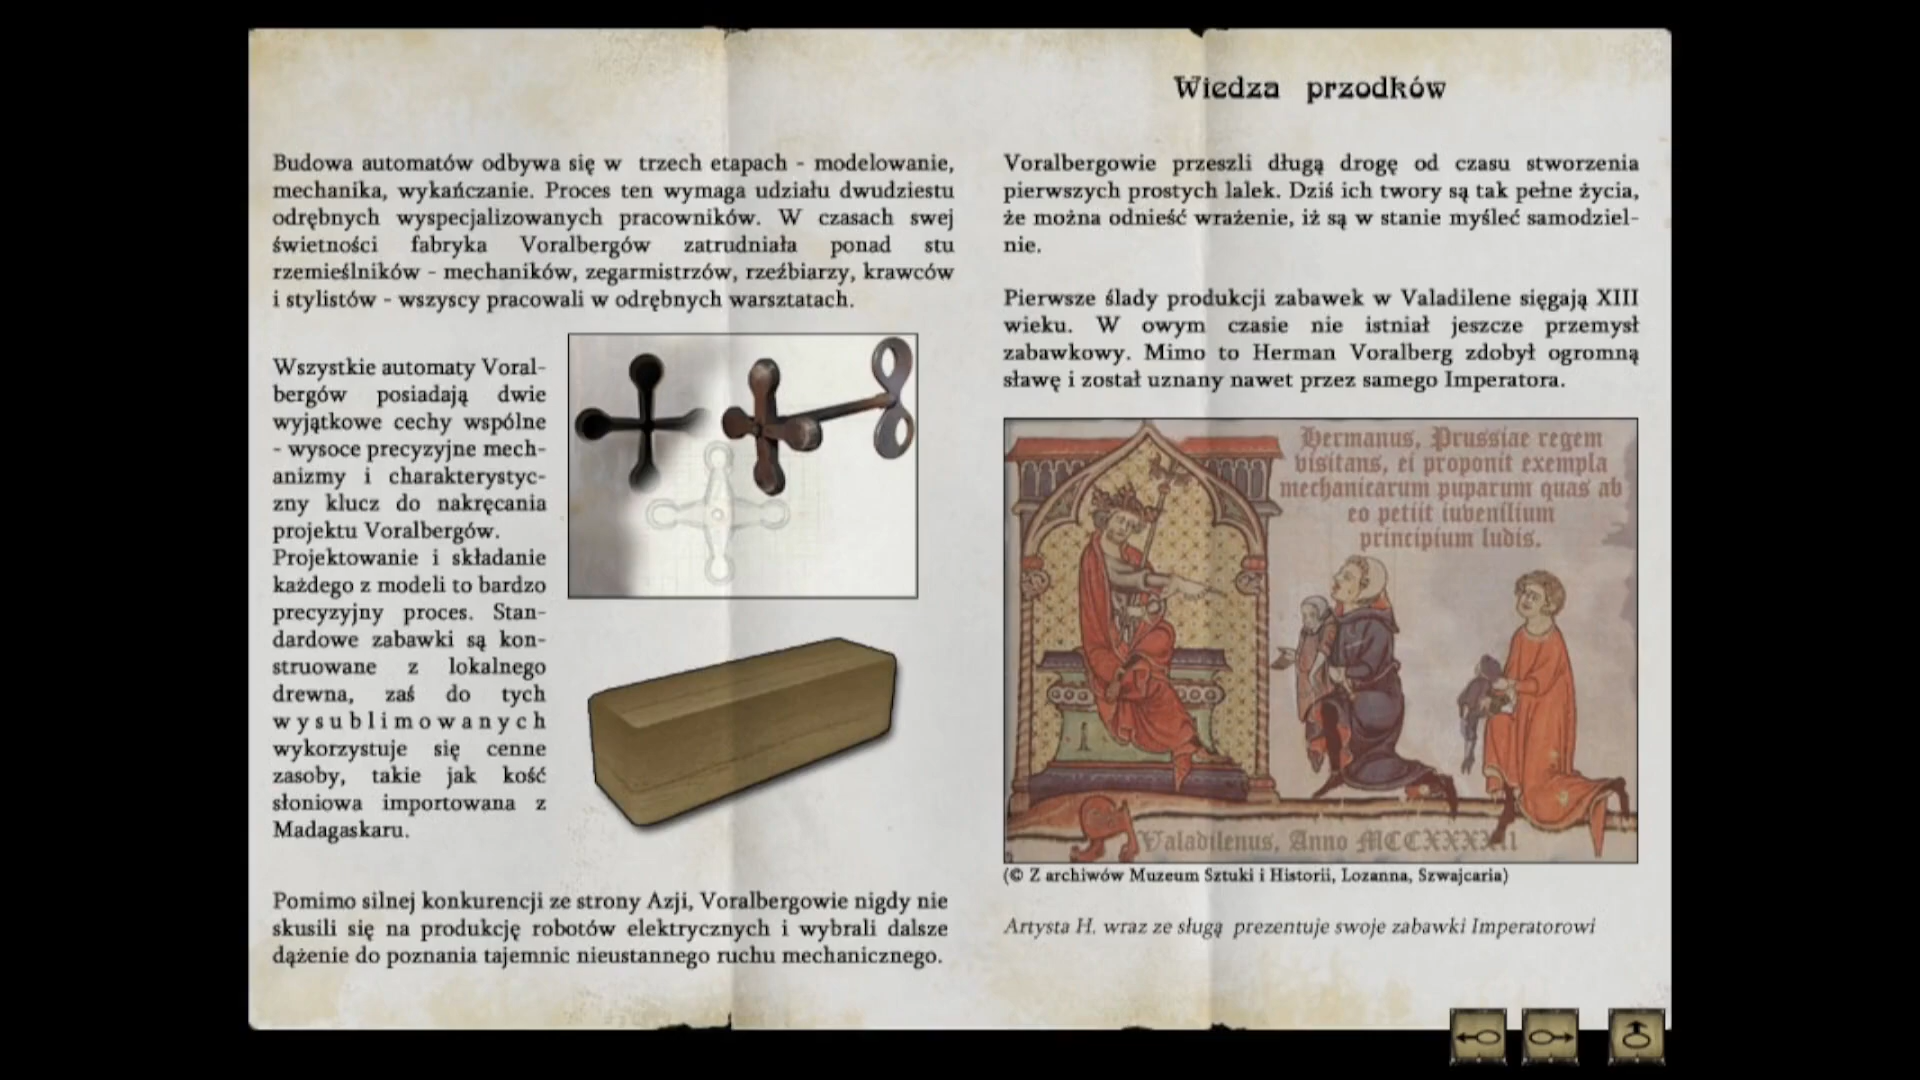 Budowa automatów odbywa się w trzech etapach - modelowanie,
mechanika, wykańczanie. Proces ten wymaga udziału dwudziestu
odrębnych wyspecjalizowanych pracowników. W czasach swej
świetności fabryka Voralbergów zatrudniała ponad stu
rzemieślników - mechaników, zegarmistrzów, rzeźbiarzy, krawców
i stylistów - wszyscy pracowali w odrębnych warsztatach.
Wszystkie automaty Voral-
bergów posiadają dwie
wyjątkowe cechy wspólne
- wysoce precyzyjne mech-
anizmy i charakterystyc-
zny klucz do nakręcania
projektu Voralbergów.
Projektowanie i składanie
każdego z modeli to bardzo
precyzyjny proces. Stan-
dardowe zabawki są kon-
struowane z lokalnego
drewna, zaś do tych
wysublimowanych
wykorzystuje się cenne
zasoby, takie jak kość
słoniowa importowana z
Madagaskaru.
Pomimo silnej konkurencji ze strony Azji, Voralbergowie nigdy nie
skusili się na produkcję robotów elektrycznych i wybrali dalsze
dążenie do poznania tajemnic nieustannego ruchu mechanicznego.
Wiedza przodków
Voralbergowie przeszli długą drogę od czasu stworzenia
pierwszych prostych lalek. Dziś ich twory są tak pełne życia,
że można odnieść wrażenie, iż są w stanie myśleć samodziel-
nie.
Pierwsze ślady produkcji zabawek w Valadilene sięgają XIII
wieku. W owym czasie nie istniał jeszcze przemysł
zabawkowy. Mimo to Herman Voralberg zdobył ogromną
sławę i został uznany nawet przez samego Imperatora.
Hermanus, Prussiae regem
visitans, ei proponit exempla
mechanicarum puparum quas ab
eo petiit iuvenilium
principium ludis.
Valadilenus, Anno
(© Z archiwów Muzeum Sztuki i Historii, Lozanna, Szwajcaria)
Artysta H. wraz ze sługą prezentuje swoje zabawki Imperatorowi